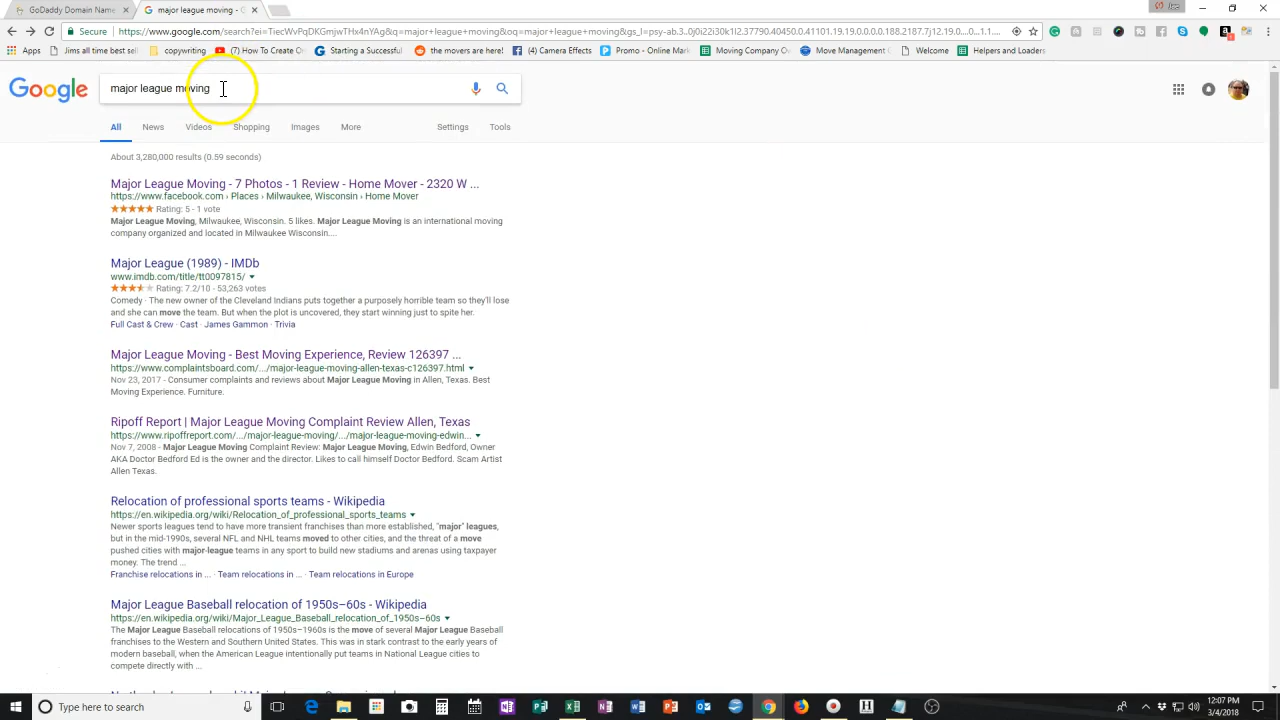 GoDaddy Domain Name
major league moving - G
Secure
https://www.google.com/search?ei=TiecWvPqDKGmjwTHx4nYAg&q=major+league+moving&oq=major+league+moving&gs_l=psy-ab.3..0j0i22i30k1l2.37790.40450.0.41101.19.19.0.0.0.0.188.2187.7j12.19.0....0...1....
Apps
Jims all time best sell
copywriting
(7) How To Create Co
Starting a Successful
the movers are here!
(4) Camera Effects
Promo - Online Mark
Moving Company Ov
Move Management
Google
major league moving
All
News
Videos
Shopping
Images
More
Settings
Tools
About 3,280,000 results (0.59 seconds)
Major League Moving - 7 Photos - 1 Review - Home Mover - 2320 W ...
https://www.facebook.com › Places › Milwaukee, Wisconsin › Home Mover
Rating: 5 - 1 vote
Major League Moving, Milwaukee, Wisconsin. 5 likes. Major League Moving is an international moving
company organized and located in Milwaukee Wisconsin....
Major League (1989) - IMDb
www.imdb.com/title/tt0097815/
Rating: 7.2/10 - 53,263 votes
Comedy · The new owner of the Cleveland Indians puts together a purposely horrible team so they'll lose
and she can move the team. But when the plot is uncovered, they start winning just to spite her.
Full Cast & Crew · Cast · James Gammon · Trivia
Major League Moving - Best Moving Experience, Review 126397 ...
https://www.complaintsboard.com/.../major-league-moving-allen-texas-c126397.html
Nov 23, 2017 - Consumer complaints and reviews about Major League Moving in Allen, Texas. Best
Moving Experience. Furniture.
Ripoff Report | Major League Moving Complaint Review Allen, Texas
https://www.ripoffreport.com/.../major-league-moving/.../major-league-moving-edwin...
Nov 7, 2008 - Major League Moving Complaint Review: Major League Moving, Edwin Bedford, Owner
AKA Doctor Bedford Ed is the owner and the director. Likes to call himself Doctor Bedford. Scam Artist
Allen Texas.
Relocation of professional sports teams - Wikipedia
https://en.wikipedia.org/wiki/Relocation_of_professional_sports_teams
Newer sports leagues tend to have more transient franchises than more established, "major" leagues,
but in the mid-1990s, several NFL and NHL teams moved to other cities, and the threat of a move
pushed cities with major-league teams in any sport to build new stadiums and arenas using taxpayer
money. The trend ...
Franchise relocations in ... · Team relocations in ... · Team relocations in Europe
Major League Baseball relocation of 1950s–60s - Wikipedia
https://en.wikipedia.org/wiki/Major_League_Baseball_relocation_of_1950s–60s
The Major League Baseball relocations of 1950s–1960s is the move of several Major League Baseball
franchises to the Western and Southern United States. This was in stark contrast to the early years of
modern baseball, when the American League intentionally put teams in National League cities to
compete directly with ...
Type here to search
12:07 PM
3/4/2018